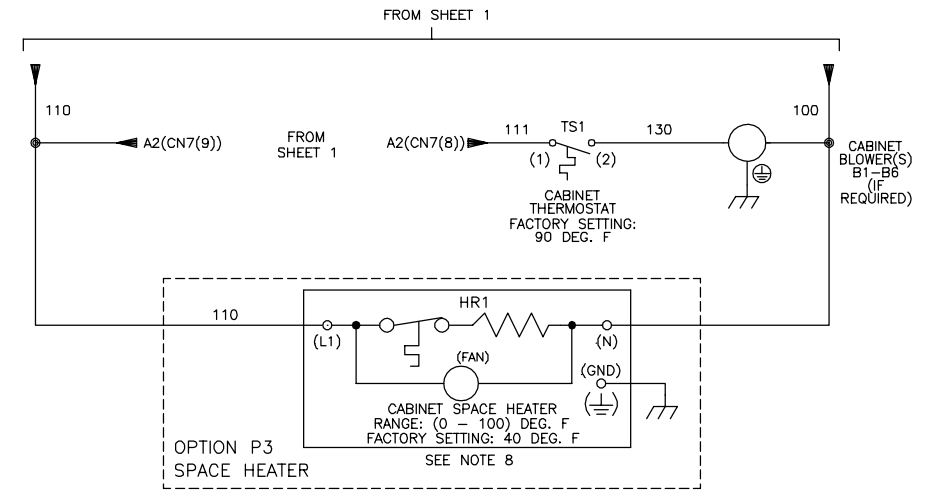 FROM SHEET 1
110
100
A2(CN7(9))
FROM
SHEET 1
A2(CN7(8))
111
TS1
130
(1)
(2)
CABINET
THERMOSTAT
FACTORY SETTING:
90 DEG. F
CABINET
BLOWER(S)
B1-B6
(IF
REQUIRED)
110
HR1
(L1)
(N)
(FAN)
(GND)
CABINET SPACE HEATER
RANGE: (0 - 100) DEG. F
FACTORY SETTING: 40 DEG. F
OPTION P3
SPACE HEATER
SEE NOTE 8